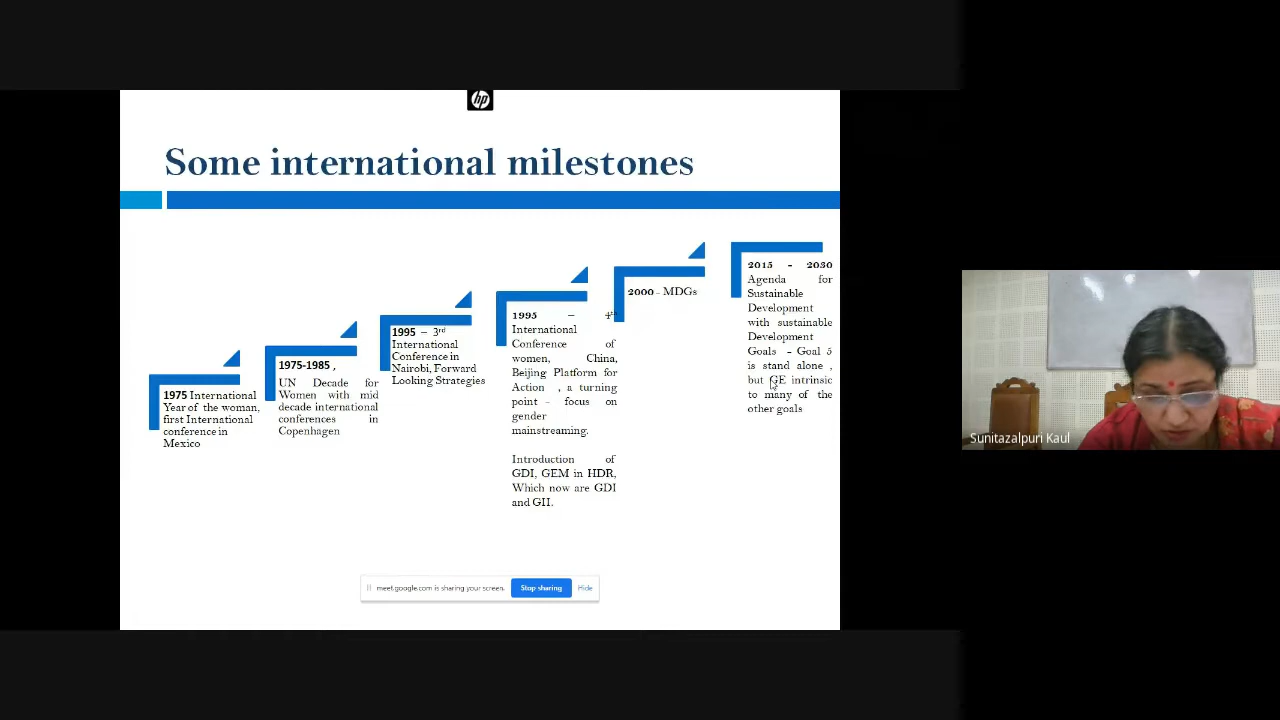 hp
Some international milestones
1975 International
Year of the woman,
first International
conference in
Mexico
1975-1985 ,
UN Decade for
Women with mid
decade international
conferences in
Copenhagen
1995 – 3rd
International
Conference in
Nairobi, Forward
Looking Strategies
1995 – 4th
International
Conference of
women, China,
Beijing Platform for
Action , a turning
point – focus on
gender
mainstreaming.
Introduction of
GDI, GEM in HDR,
Which now are GDI
and GII.
2000 - MDGs
2015 - 2030
Agenda for
Sustainable
Development
with sustainable
Development
Goals - Goal 5
is stand alone ,
but GE intrinsic
to many of the
other goals
meet.google.com is sharing your screen.
Stop sharing
Hide
Sunitazalpuri Kaul